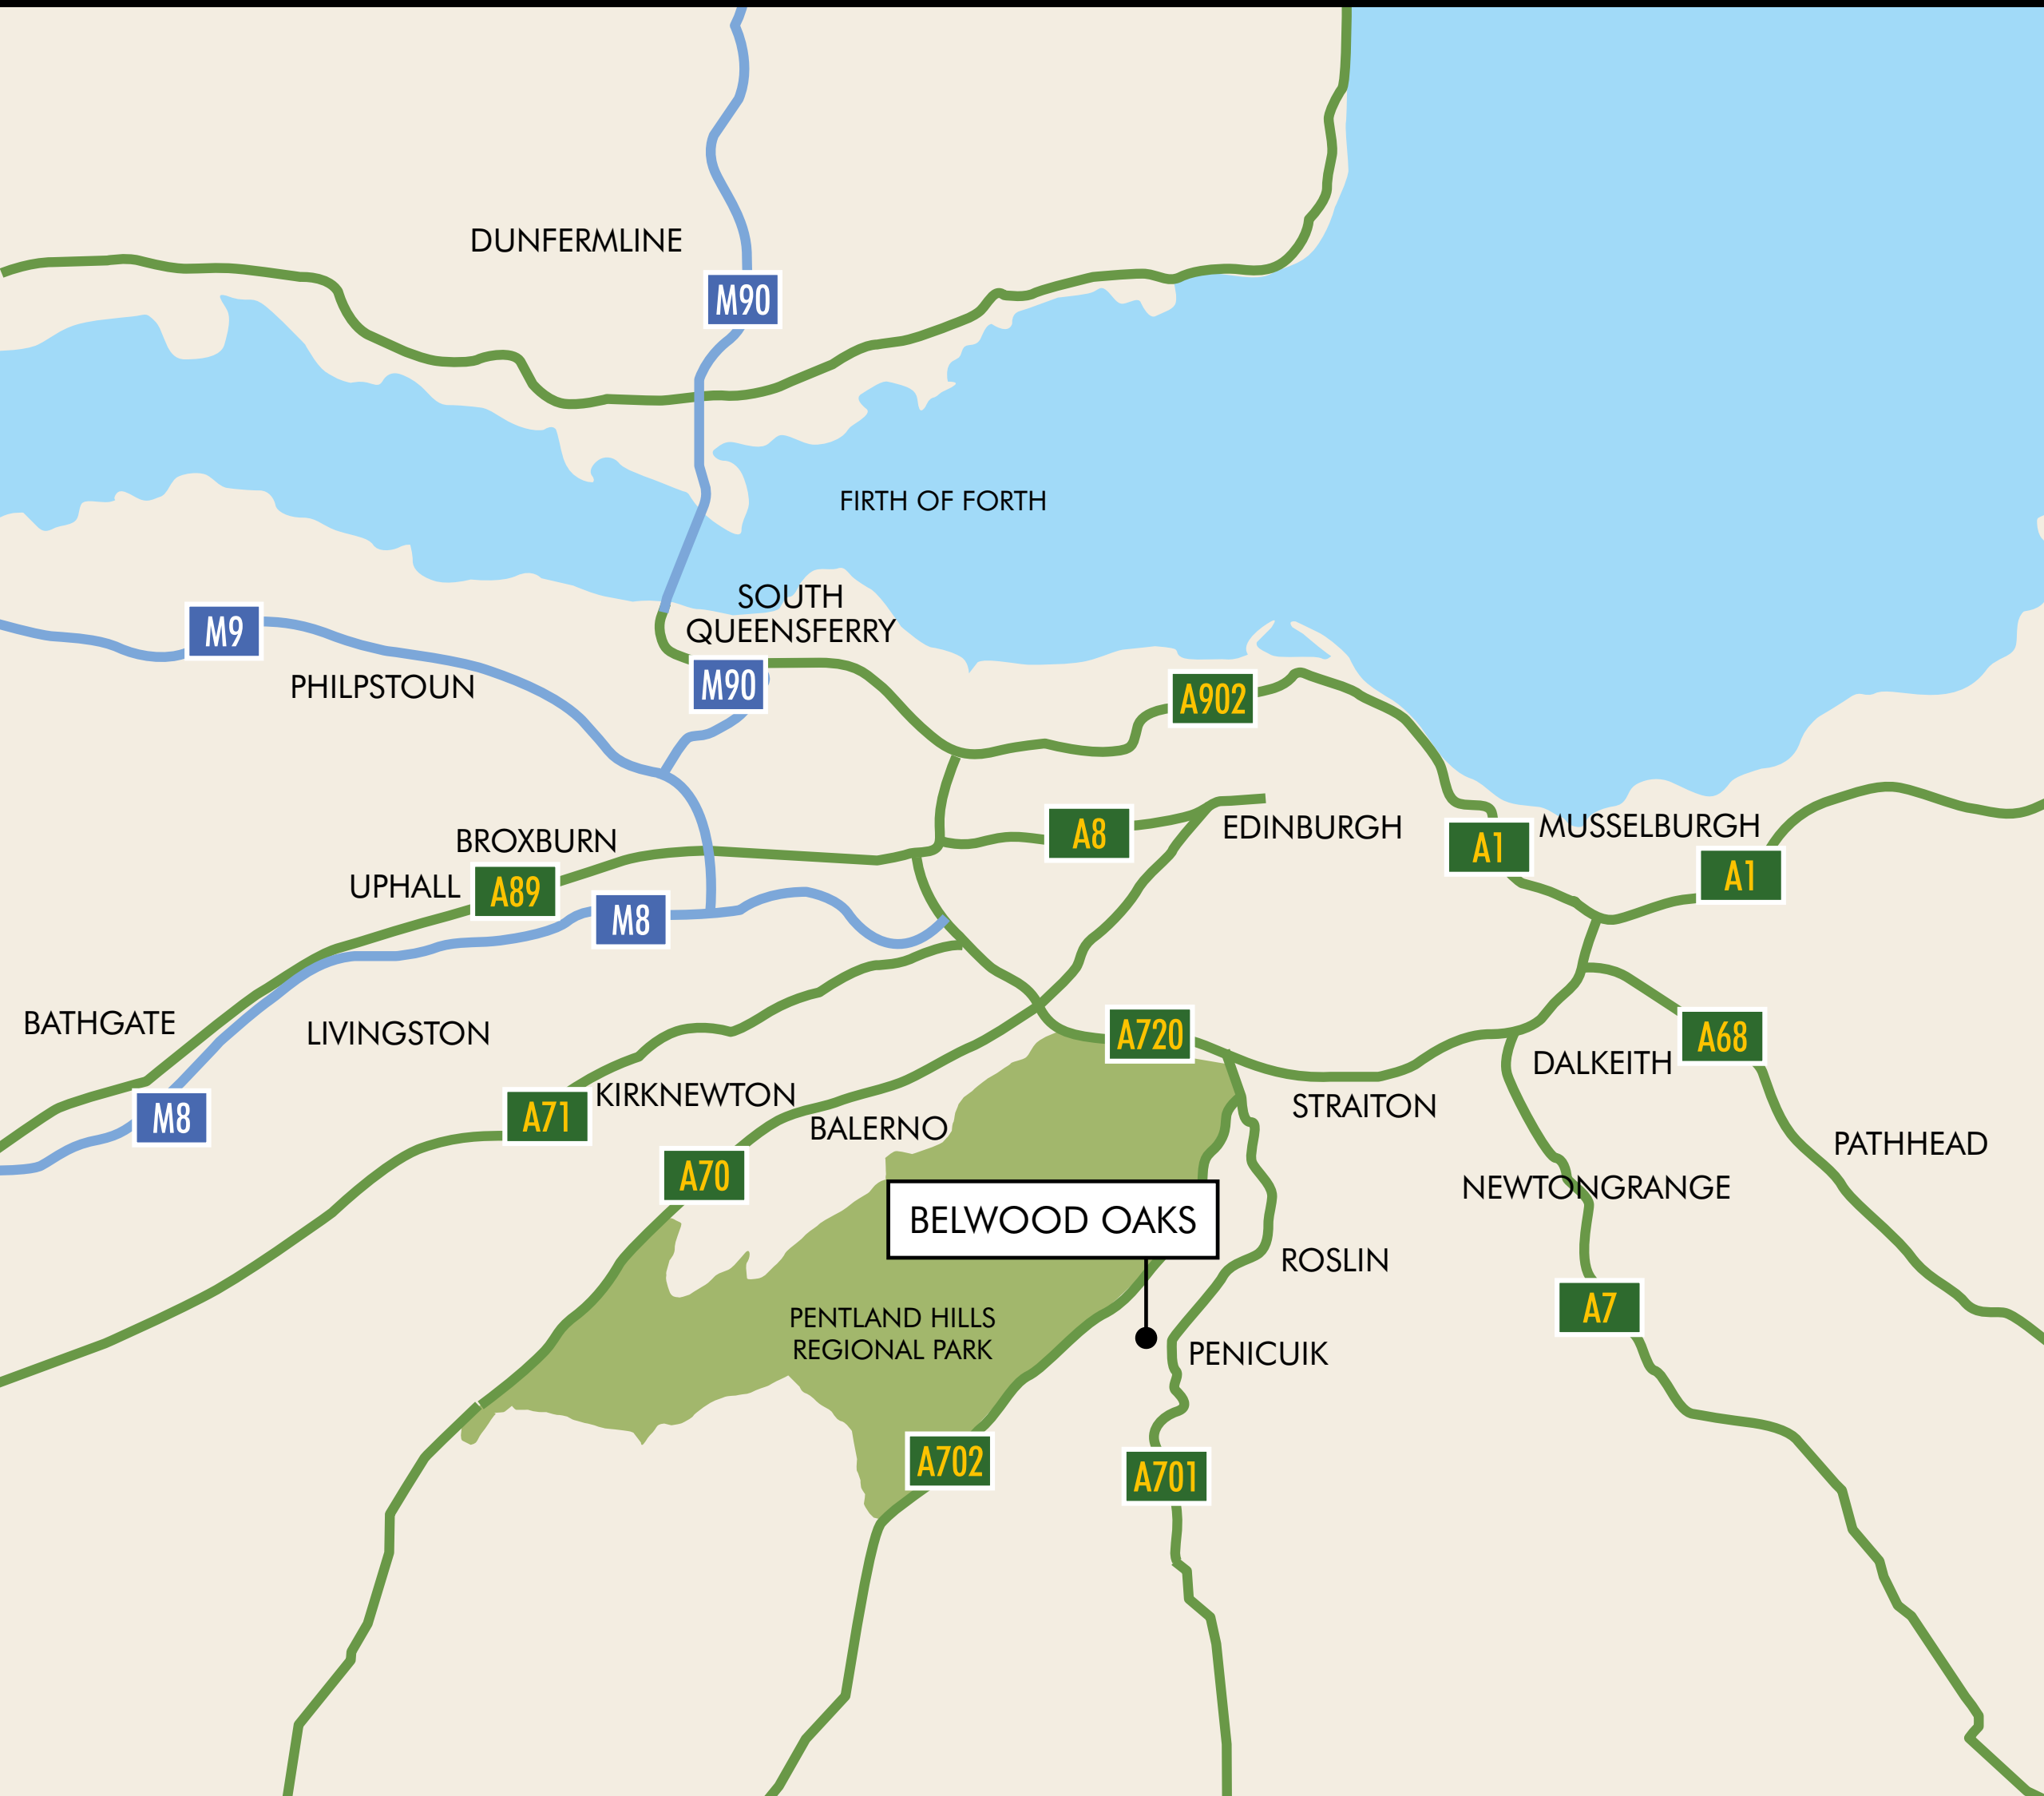 DUNFERMLINE
M90
FIRTH OF FORTH
SOUTH
QUEENSFERRY
M9
PHILPSTOUN
M90
A902
BROXBURN
A8
EDINBURGH
A1
MUSSELBURGH
A1
UPHALL
A89
M8
BATHGATE
LIVINGSTON
A720
A68
DALKEITH
M8
A71
KIRKNEWTON
BALERNO
STRAITON
PATHHEAD
A70
NEWTONGRANGE
BELWOOD OAKS
ROSLIN
A7
PENTLAND HILLS
REGIONAL PARK
PENICUIK
A702
A701